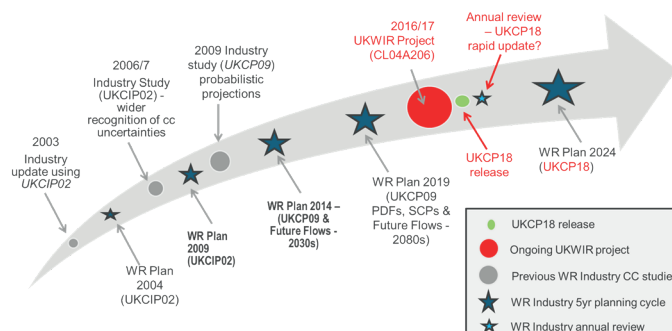 2003
Industry
update using
UKCIP02
2006/7
Industry Study
(UKCIP02) -
wider
recognition of cc
uncertainties
2009 Industry
study (UKCP09)
probabilistic
projections
2016/17
UKWIR Project
(CL04A206)
Annual review
– UKCP18
rapid update?
WR Plan
2004
(UKCIP02)
WR Plan
2009
(UKCIP02)
WR Plan 2014 –
(UKCP09 &
Future Flows -
2030s)
WR Plan 2019
(UKCP09
PDFs, SCPs &
Future Flows -
2080s)
UKCP18
release
WR Plan 2024
(UKCP18)
UKCP18 release
Ongoing UKWIR project
Previous WR Industry CC studie
WR Industry 5yr planning cycle
WR Industry annual review